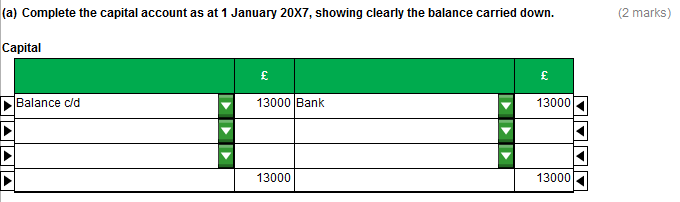 (a) Complete the capital account as at 1 January 20X7, showing clearly the balance carried down. (2 marks)
Capital
£ £
Balance c/d 13000 Bank 13000
13000 13000